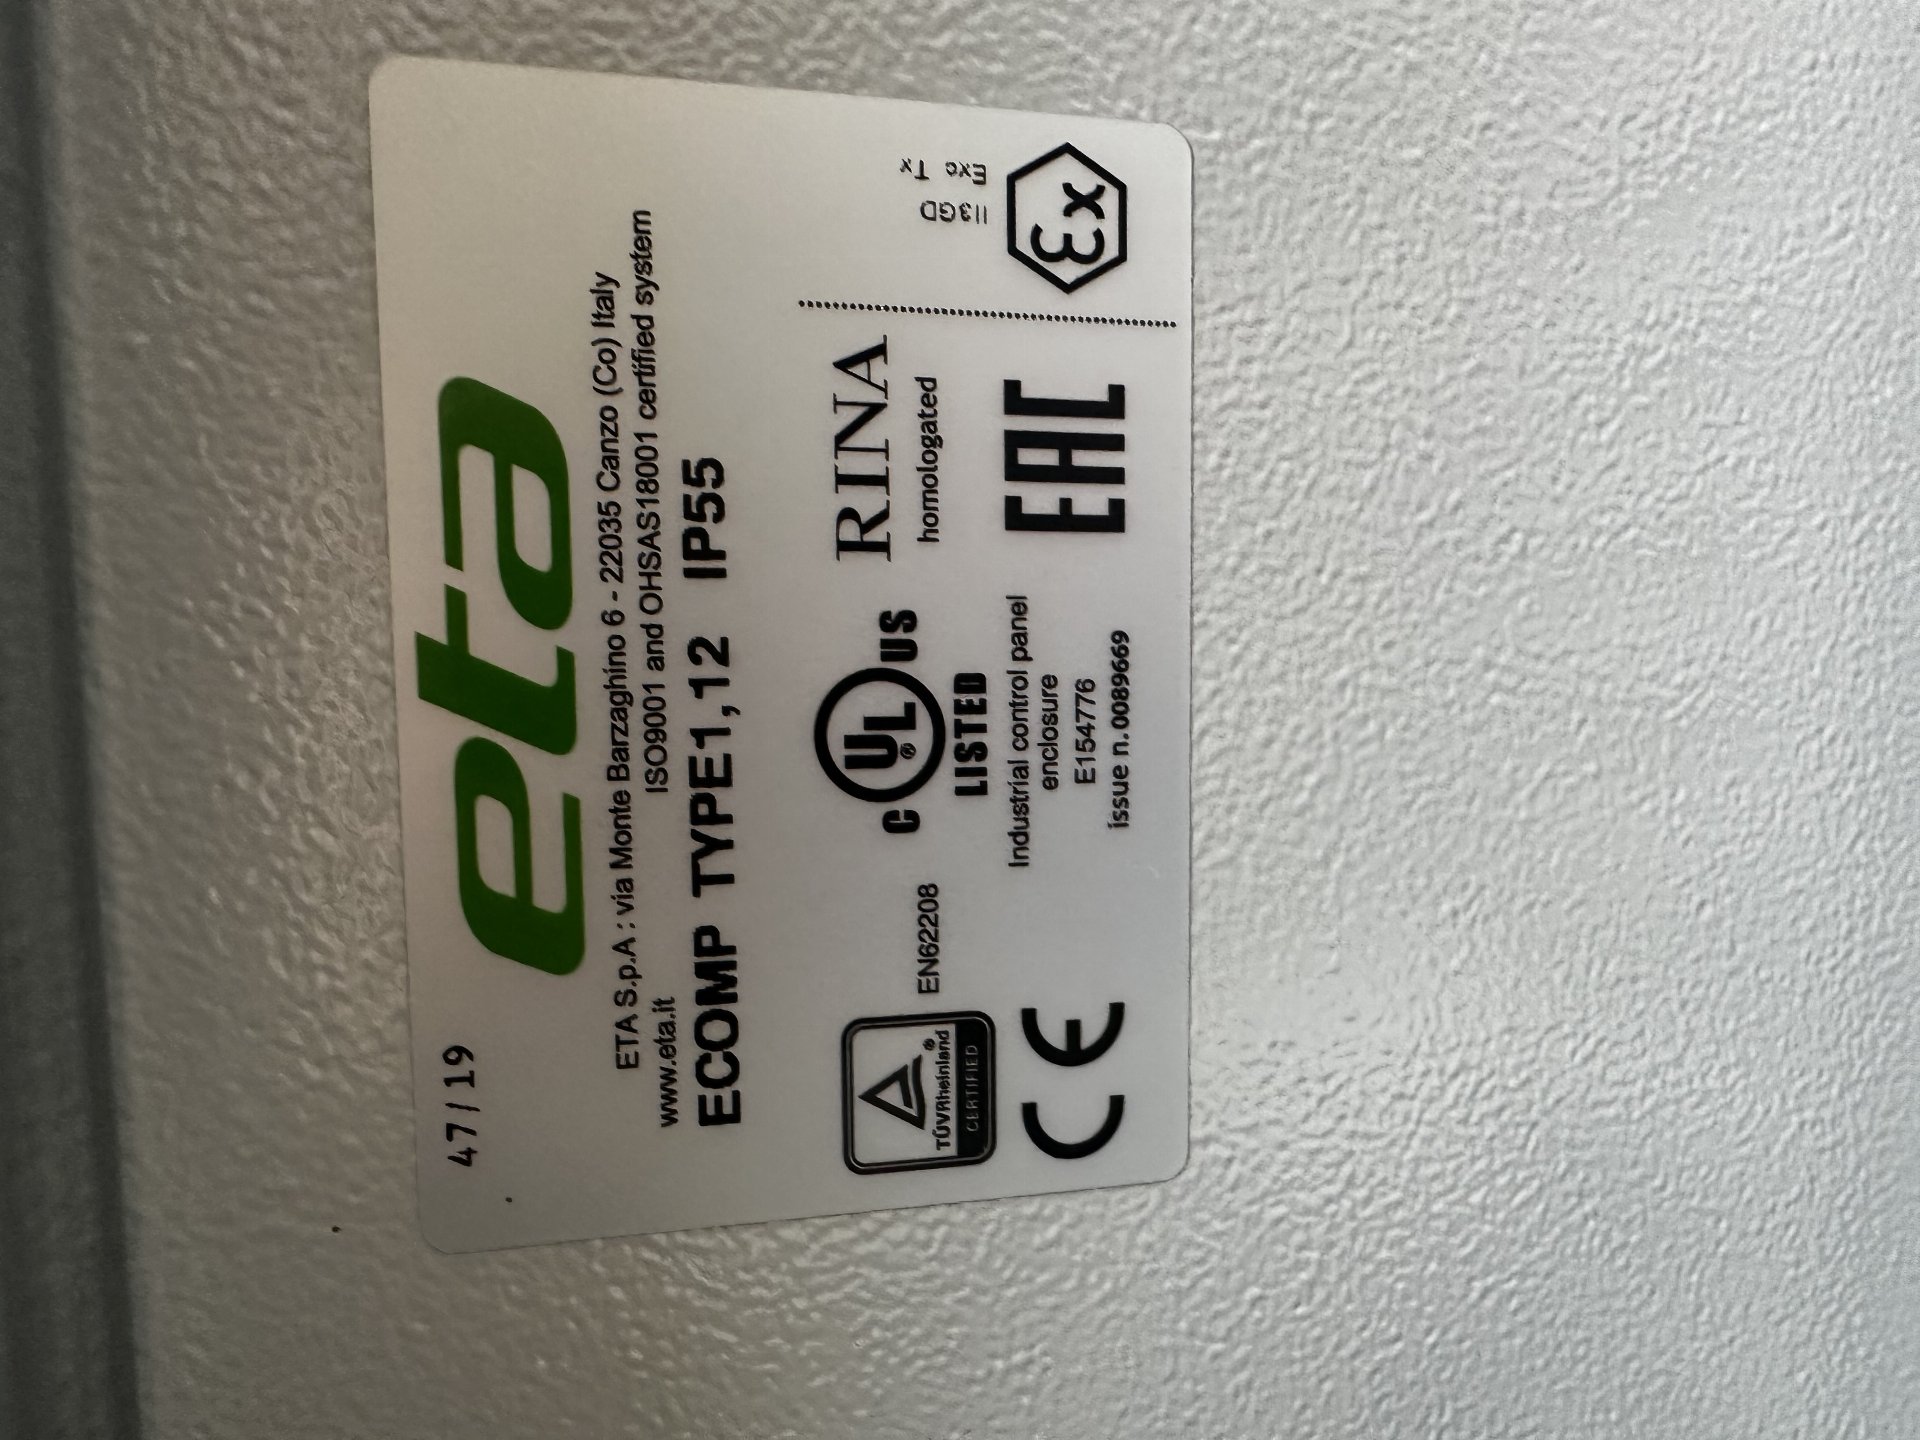 47/19
eta
ETA S.p.A : via Monte Barzaghino 6 - 22035 Canzo (Co) Italy
www.eta.it
ISO9001 and OHSAS18001 certified system
ECOMP TYPE1,12 IP55
TÜVRheinland®
CERTIFIED
EN62208
CE
c UL® US
LISTED
Industrial control panel
enclosure
E154776
issue n. 0089669
RINA
homologated
EAC
II3GD
Exc Tx
Ex